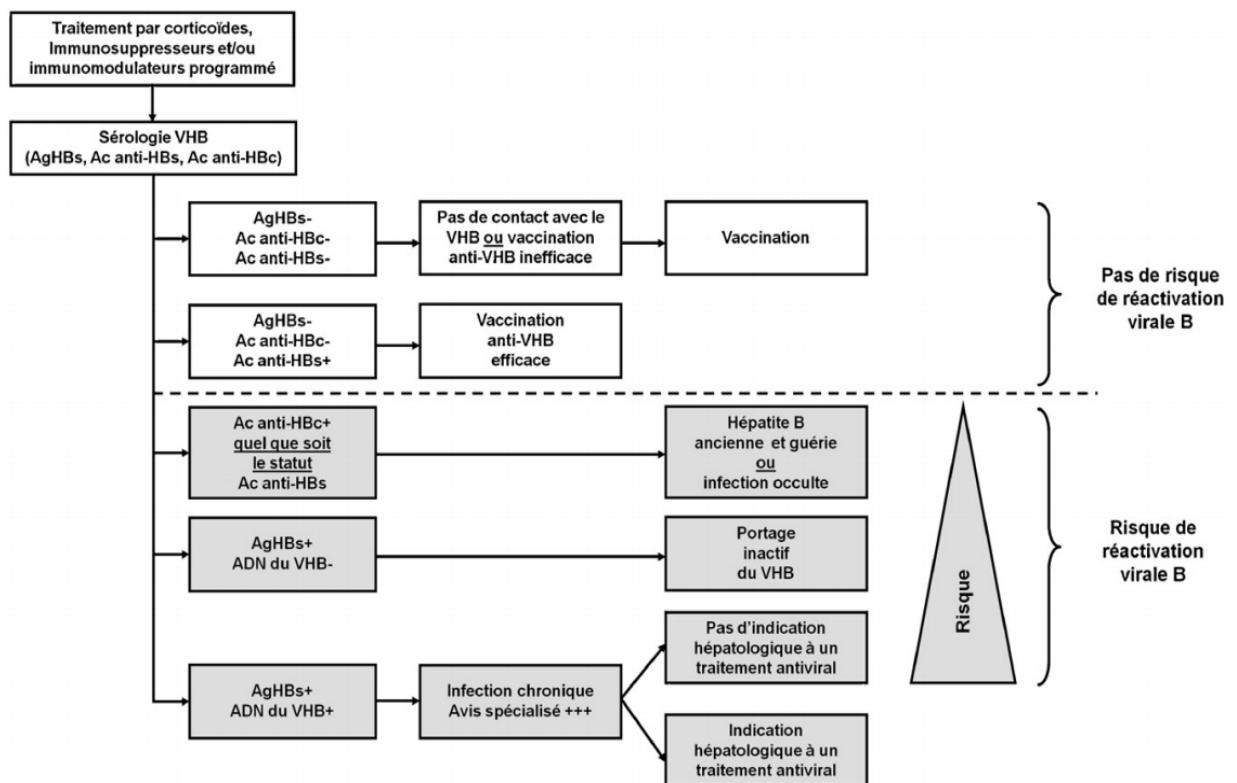 Traitement par corticoïdes,
Immunosuppresseurs et/ou
immunomodulateurs programmé
Sérologie VHB
(AgHBs, Ac anti-HBs, Ac anti-HBc)
AgHBs-
Ac anti-HBc-
Ac anti-HBs-
Pas de contact avec le
VHB ou vaccination
anti-VHB inefficace
Vaccination
AgHBs-
Ac anti-HBc-
Ac anti-HBs+
Vaccination
anti-VHB
efficace
Pas de risque
de réactivation
virale B
Ac anti-HBc+
quel que soit
le statut
Ac anti-HBs
Hépatite B
ancienne et guérie
ou
infection occulte
AgHBs+
ADN du VHB-
Portage
inactif
du VHB
AgHBs+
ADN du VHB+
Infection chronique
Avis spécialisé +++
Pas d'indication
hépatologique à un
traitement antiviral
Indication
hépatologique à un
traitement antiviral
Risque
Risque de
réactivation
virale B